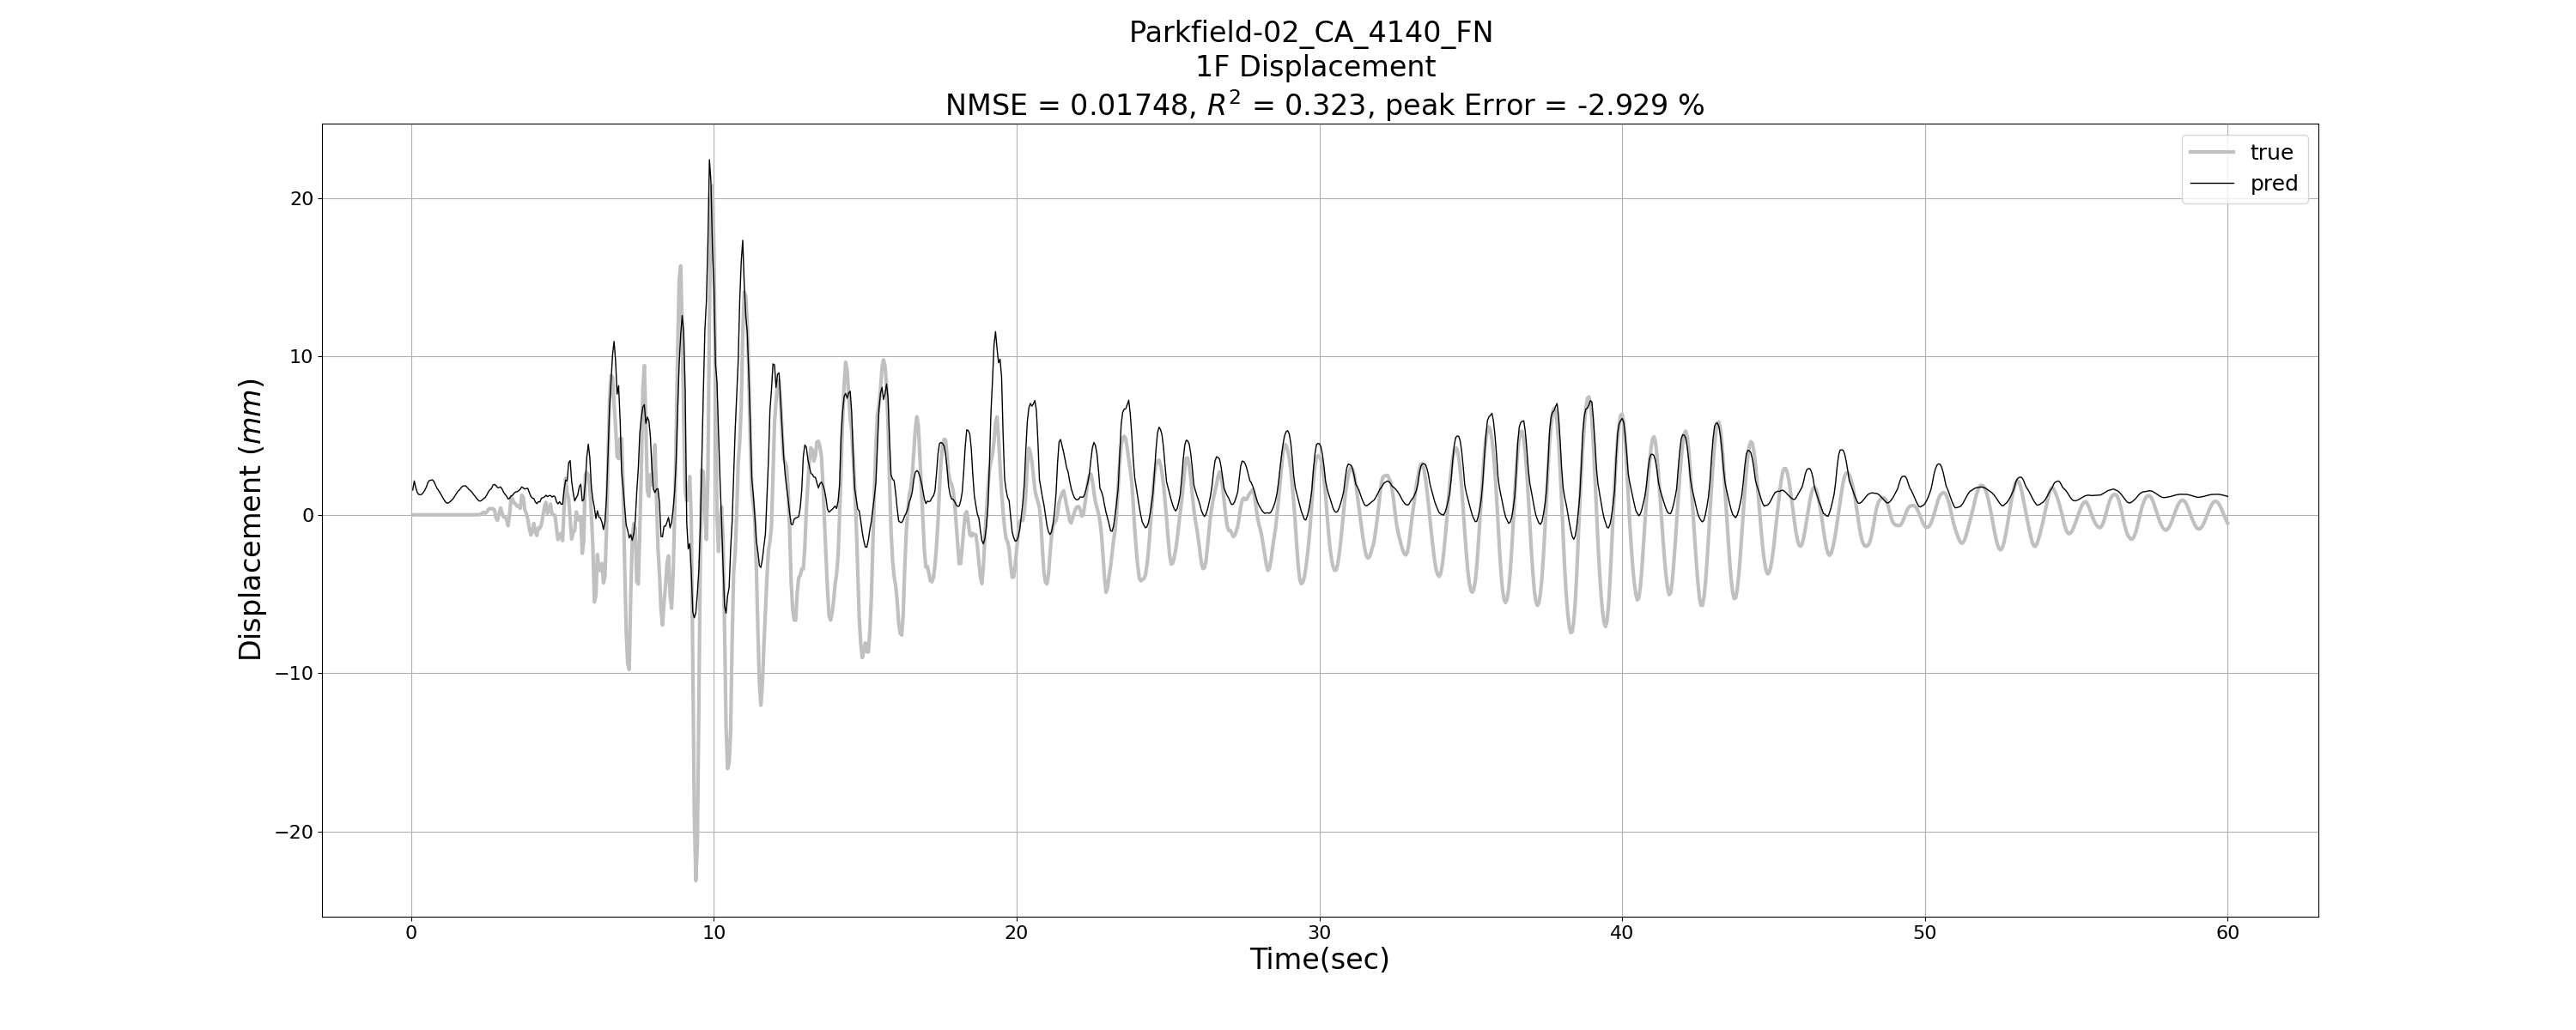 Parkfield-02_CA_4140_FN
1F Displacement
NMSE = 0.01748, R² = 0.323, peak Error = -2.929 %
true
pred
Displacement (mm)
20
10
0
−10
−20
0 10 20 30 40 50 60
Time(sec)